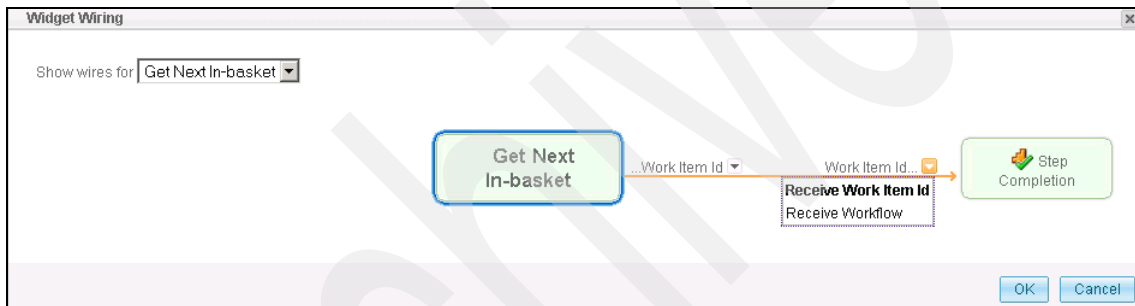 Widget Wiring
Show wires for Get Next In-basket
Get Next
In-basket
...Work Item Id
Work Item Id...
Receive Work Item Id
Receive Workflow
Step
Completion
OK Cancel